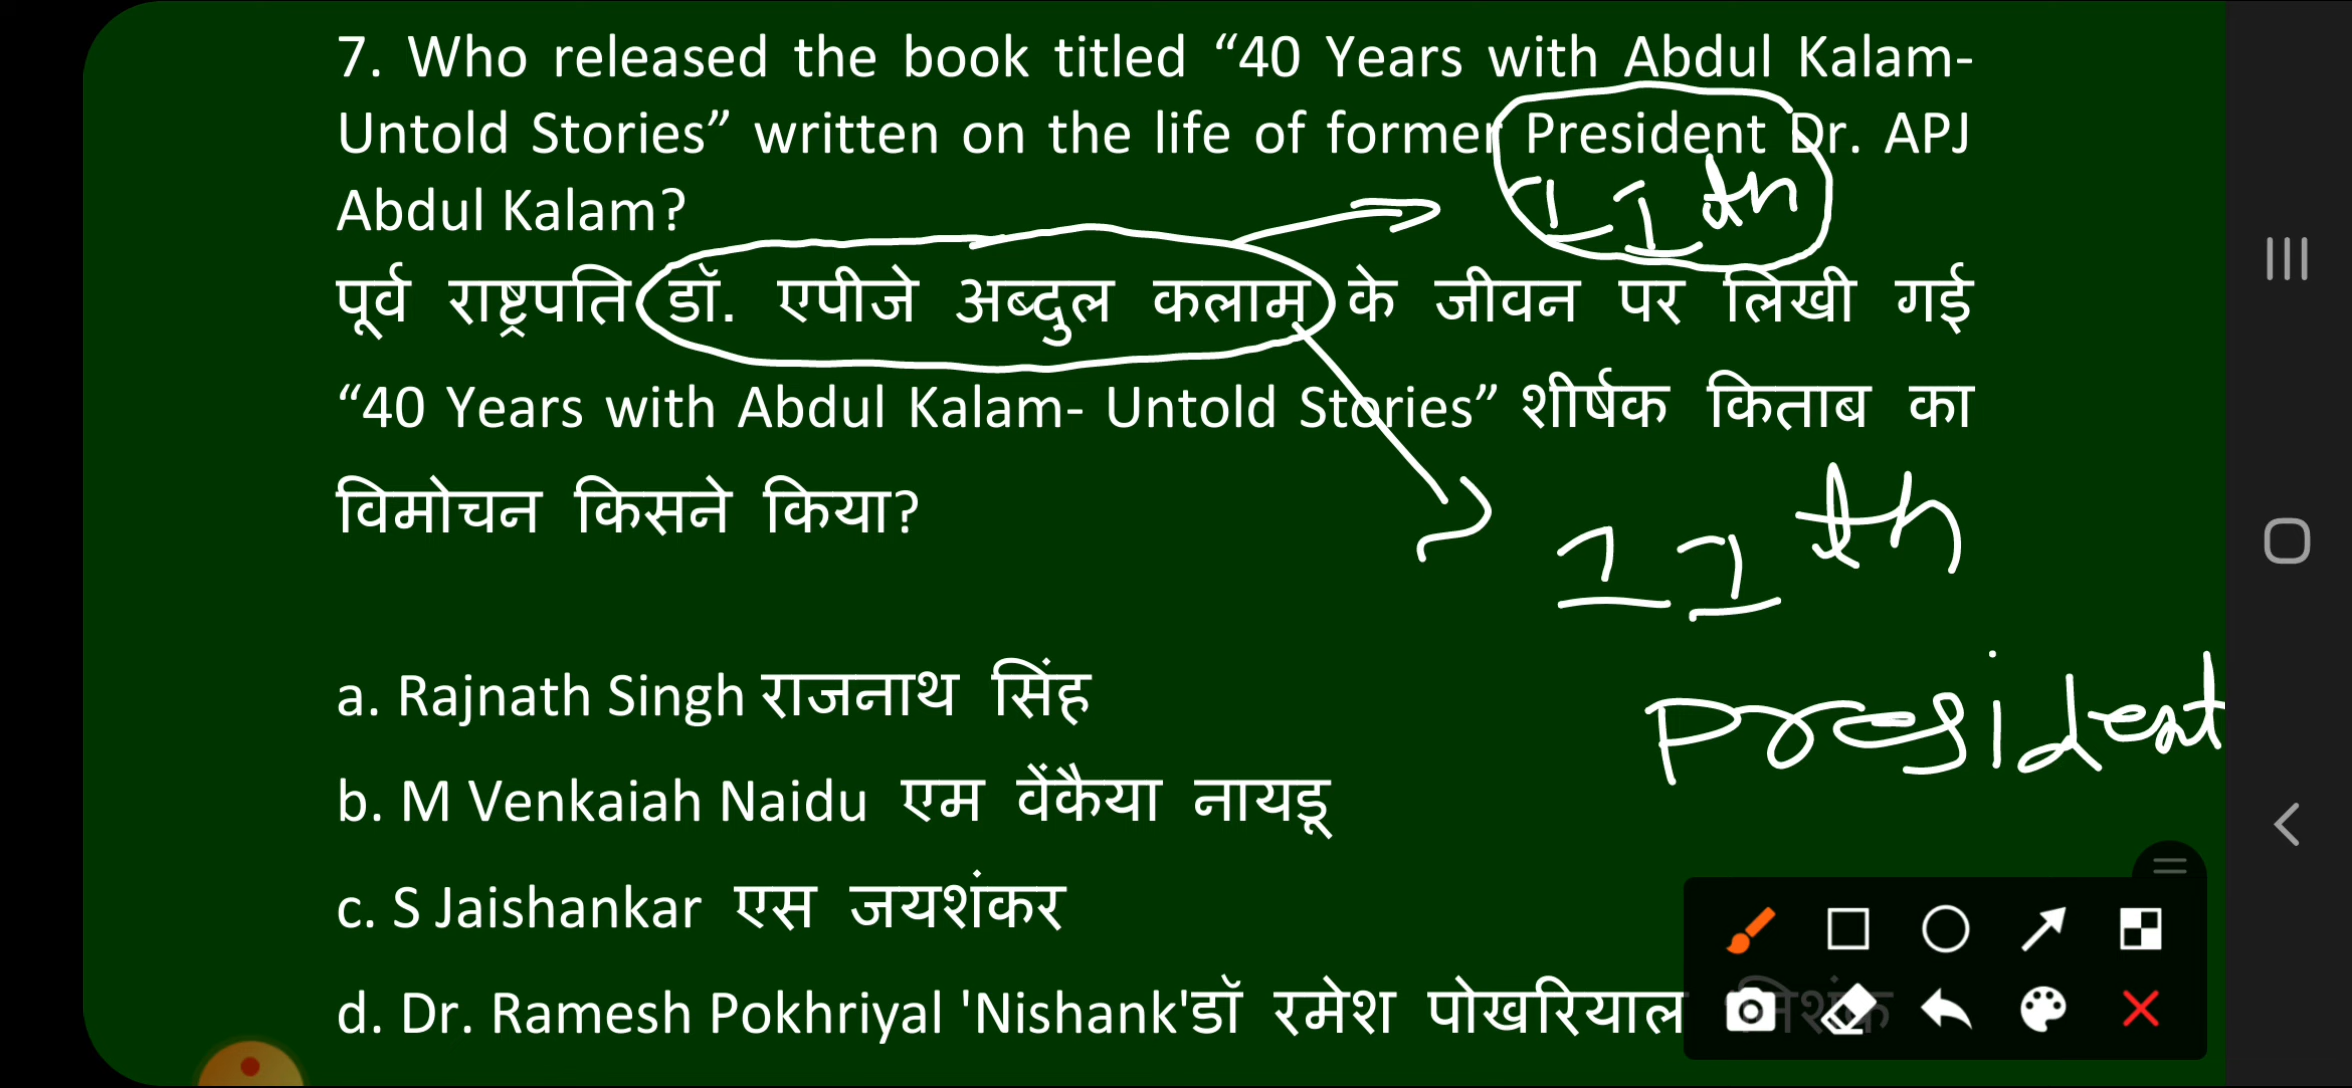 7. Who released the book titled “40 Years with Abdul Kalam-
Untold Stories” written on the life of former President Dr. APJ
Abdul Kalam?
11th
पूर्व राष्ट्रपति डॉ. एपीजे अब्दुल कलाम के जीवन पर लिखी गई
“40 Years with Abdul Kalam- Untold Stories” शीर्षक किताब का
विमोचन किसने किया?
11th
President
a. Rajnath Singh राजनाथ सिंह
b. M Venkaiah Naidu एम वेंकैया नायडू
c. S Jaishankar एस जयशंकर
d. Dr. Ramesh Pokhriyal 'Nishank'डॉ रमेश पोखरियाल